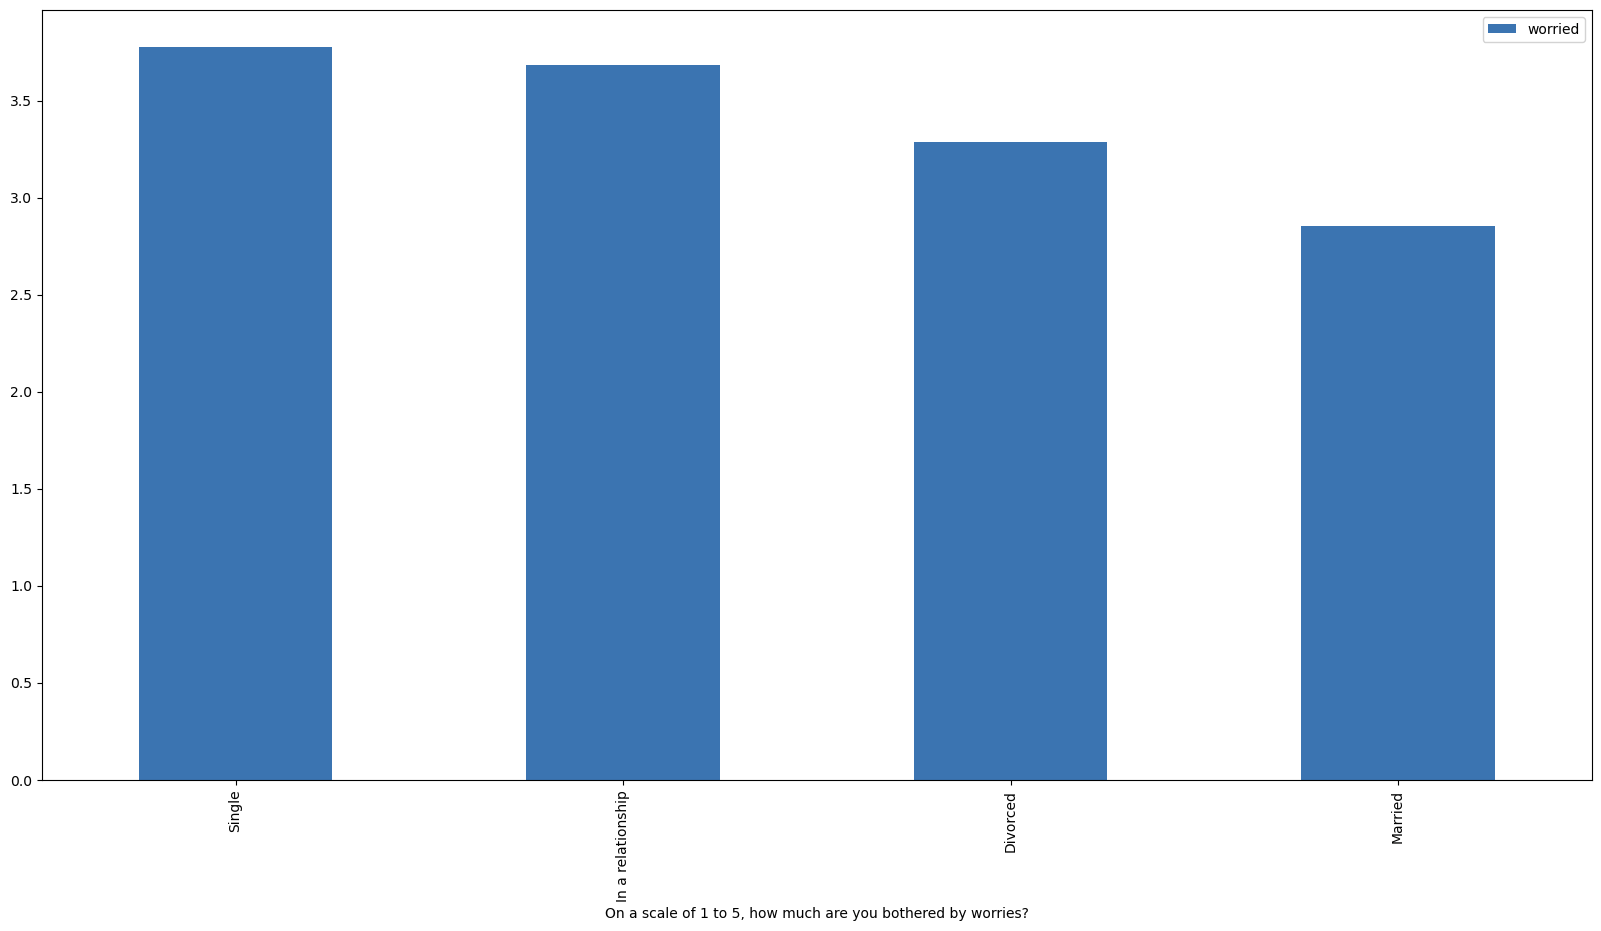 worried
3.5
3.0
2.5
2.0
1.5
1.0
0.5
0.0
Single
In a relationship
Divorced
Married
On a scale of 1 to 5, how much are you bothered by worries?